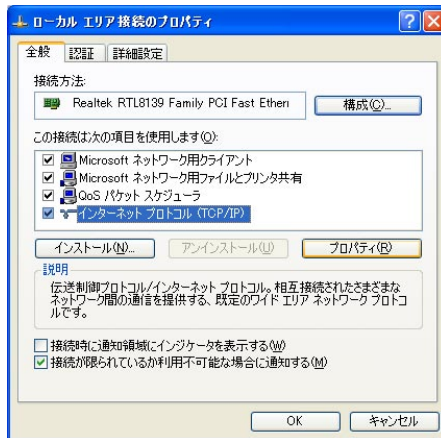 ローカル エリア接続のプロパティ
全般 認証 詳細設定
接続方法:
Realtek RTL8139 Family PCI Fast Ethern
構成(C)...
この接続は次の項目を使用します(O):
Microsoft ネットワーク用クライアント
Microsoft ネットワーク用ファイルとプリンタ共有
QoS パケット スケジューラ
インターネット プロトコル (TCP/IP)
インストール(N)... アンインストール(U) プロパティ(R)
説明
伝送制御プロトコル/インターネット プロトコル。相互接続されたさまざまな
ネットワーク間の通信を提供する、既定のワイド エリア ネットワーク プロトコ
ルです。
接続時に通知領域にインジケータを表示する(W)
接続が限られているか利用不可能な場合に通知する(M)
OK キャンセル